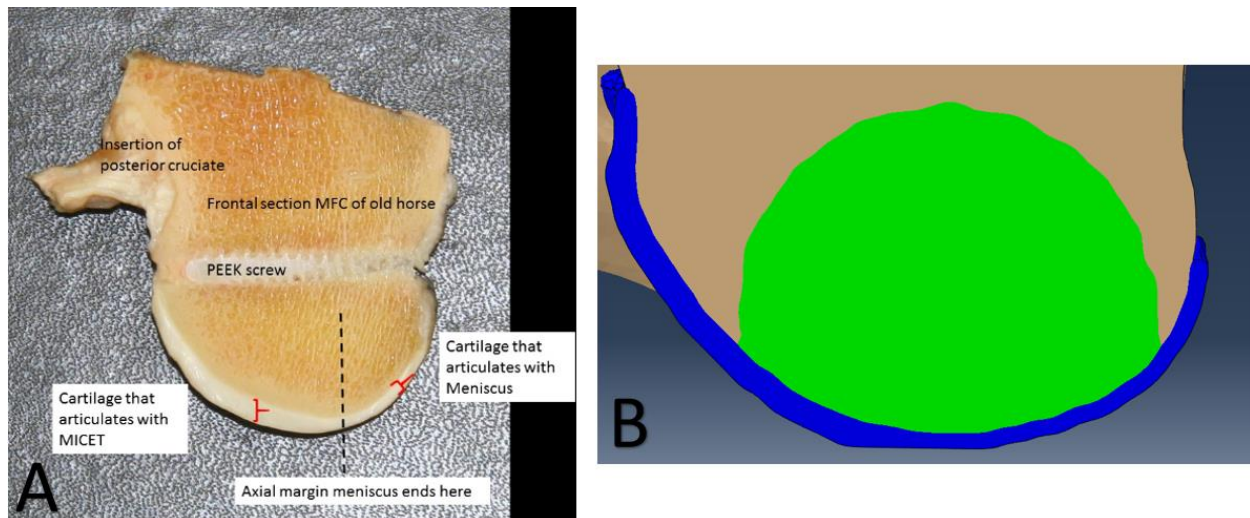 Insertion of
posterior cruciate
Frontal section MFC of old horse
PEEK screw
Cartilage that
articulates with
Meniscus
Cartilage that
articulates with
MICET
Axial margin meniscus ends here
A
B